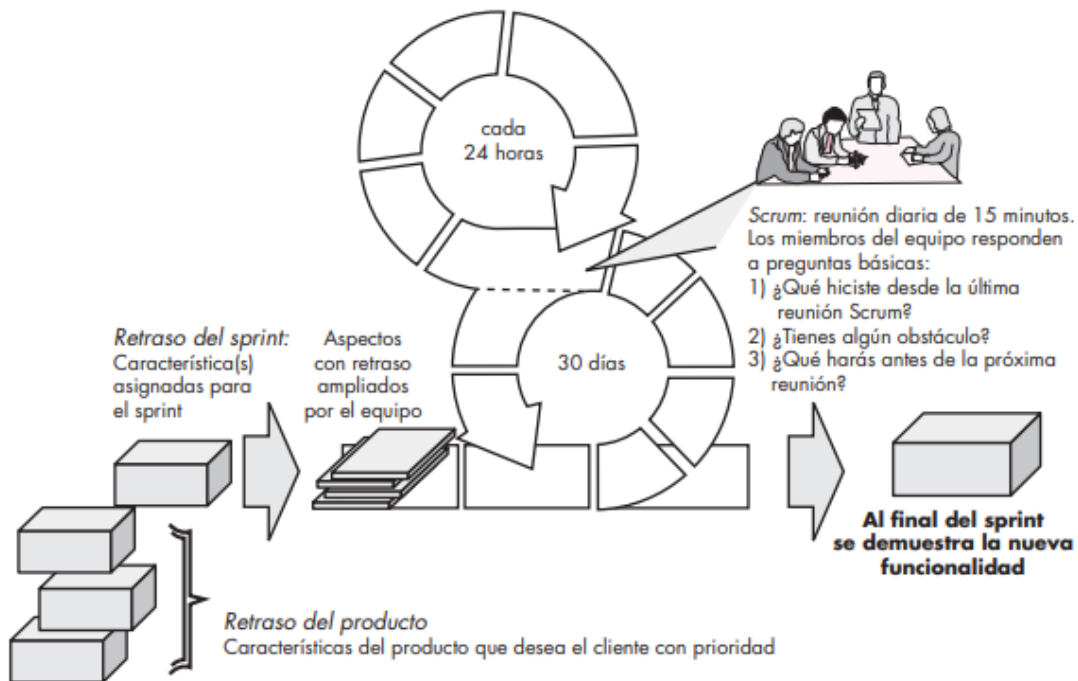 cada
24 horas
Scrum: reunión diaria de 15 minutos.
Los miembros del equipo responden
a preguntas básicas:
1) ¿Qué hiciste desde la última
reunión Scrum?
2) ¿Tienes algún obstáculo?
3) ¿Qué harás antes de la próxima
reunión?
Retraso del sprint:
Característica(s)
asignadas para
el sprint
Aspectos
con retraso
ampliados
por el equipo
30 días
Al final del sprint
se demuestra la nueva
funcionalidad
Retraso del producto
Características del producto que desea el cliente con prioridad